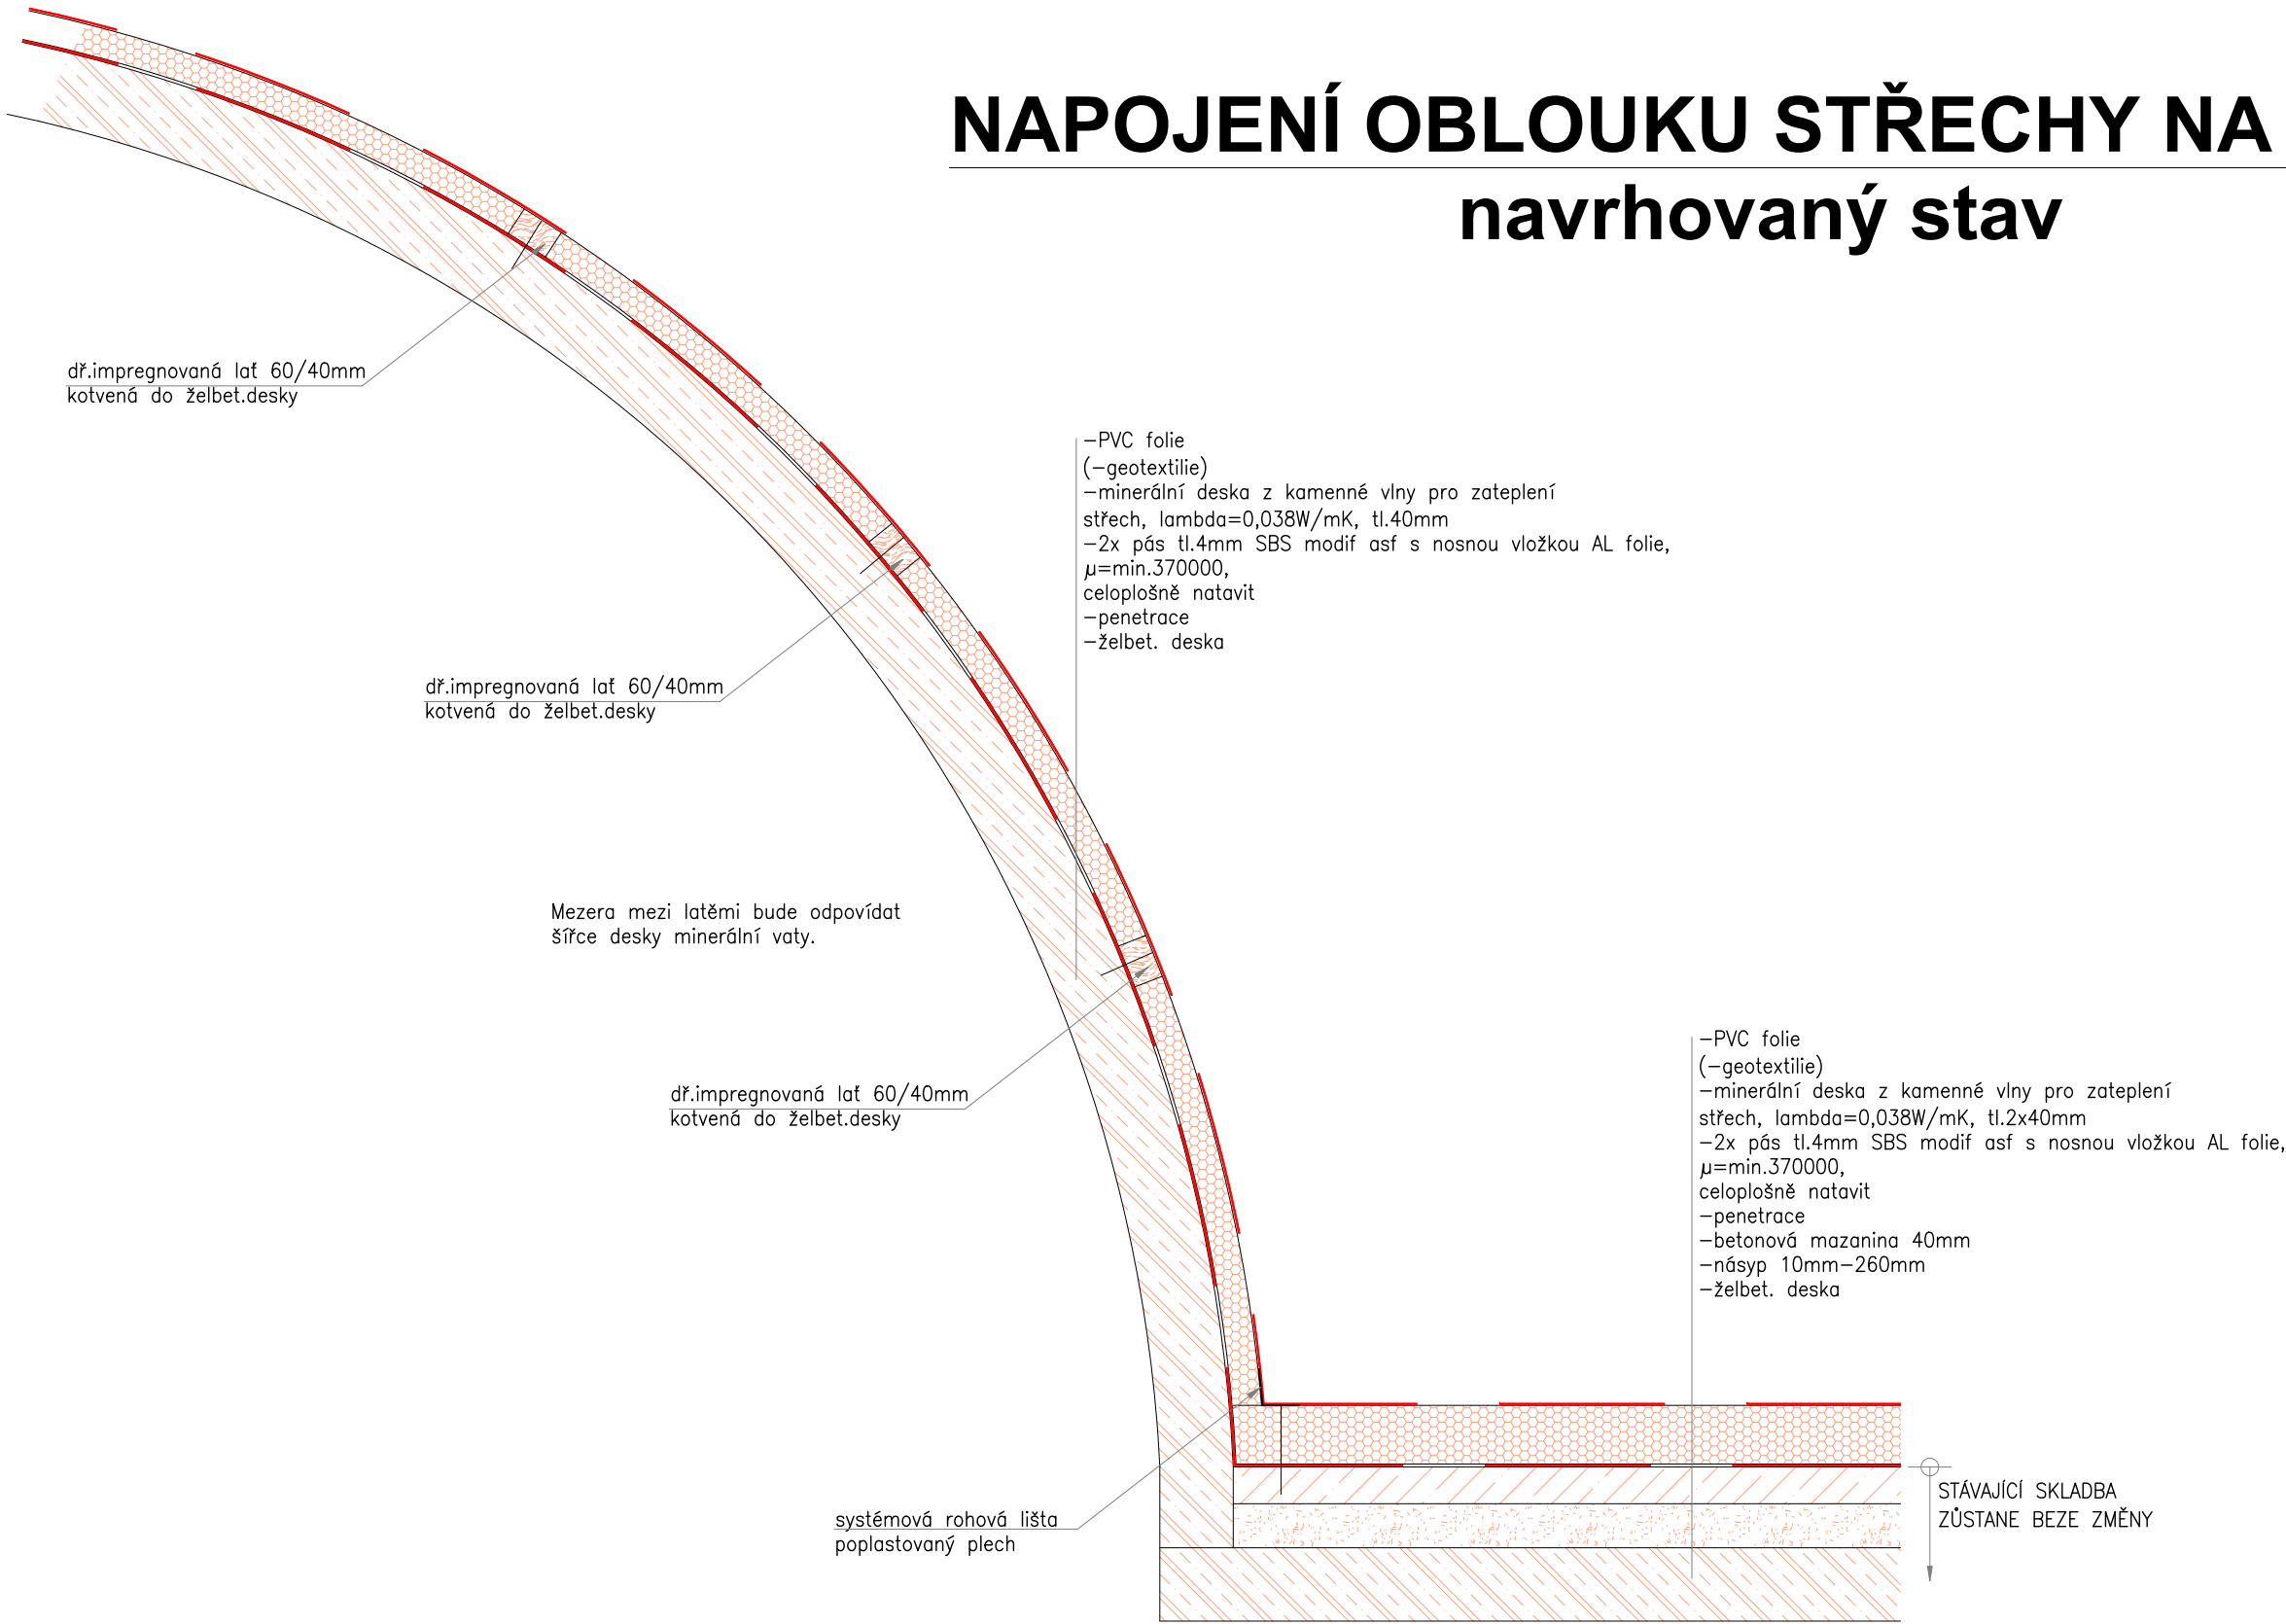 NAPOJENÍ OBLOUKU STŘECHY NA
navrhovaný stav
dř.impregnovaná lať 60/40mm
kotvená do želbet.desky
-PVC folie
(-geotextilie)
-minerální deska z kamenné vlny pro zateplení
střech, lambda=0,038W/mK, tl.40mm
-2x pás tl.4mm SBS modif asf s nosnou vložkou AL folie,
µ=min.370000,
celoplošně natavit
-penetrace
-želbet. deska
dř.impregnovaná lať 60/40mm
kotvená do želbet.desky
Mezera mezi latěmi bude odpovídat
šířce desky minerální vaty.
dř.impregnovaná lať 60/40mm
kotvená do želbet.desky
-PVC folie
(-geotextilie)
-minerální deska z kamenné vlny pro zateplení
střech, lambda=0,038W/mK, tl.2x40mm
-2x pás tl.4mm SBS modif asf s nosnou vložkou AL folie,
µ=min.370000,
celoplošně natavit
-penetrace
-betonová mazanina 40mm
-násyp 10mm-260mm
-želbet. deska
systémová rohová lišta
poplastovaný plech
STÁVAJÍCÍ SKLADBA
ZŮSTANE BEZE ZMĚNY